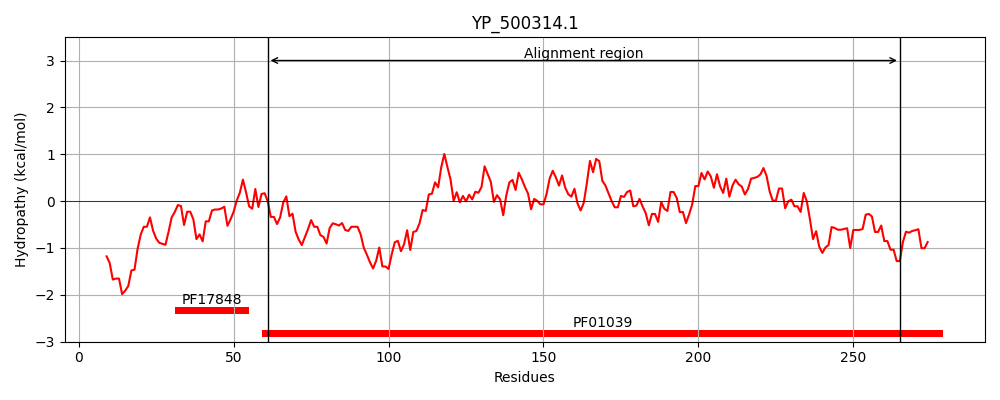 YP_500314.1
Alignment region
Hydropathy (kcal/mol)
3
2
1
0
−1
−2
−3
PF17848
PF01039
0
50
100
150
200
250
Residues